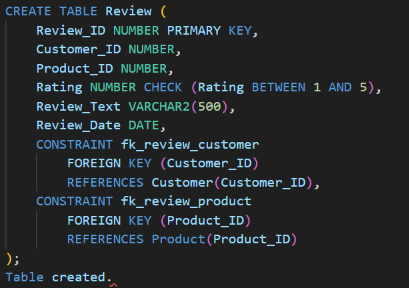 CREATE TABLE Review (
    Review_ID NUMBER PRIMARY KEY,
    Customer_ID NUMBER,
    Product_ID NUMBER,
    Rating NUMBER CHECK (Rating BETWEEN 1 AND 5),
    Review_Text VARCHAR2(500),
    Review_Date DATE,
    CONSTRAINT fk_review_customer
        FOREIGN KEY (Customer_ID)
        REFERENCES Customer(Customer_ID),
    CONSTRAINT fk_review_product
        FOREIGN KEY (Product_ID)
        REFERENCES Product(Product_ID)
);
Table created.